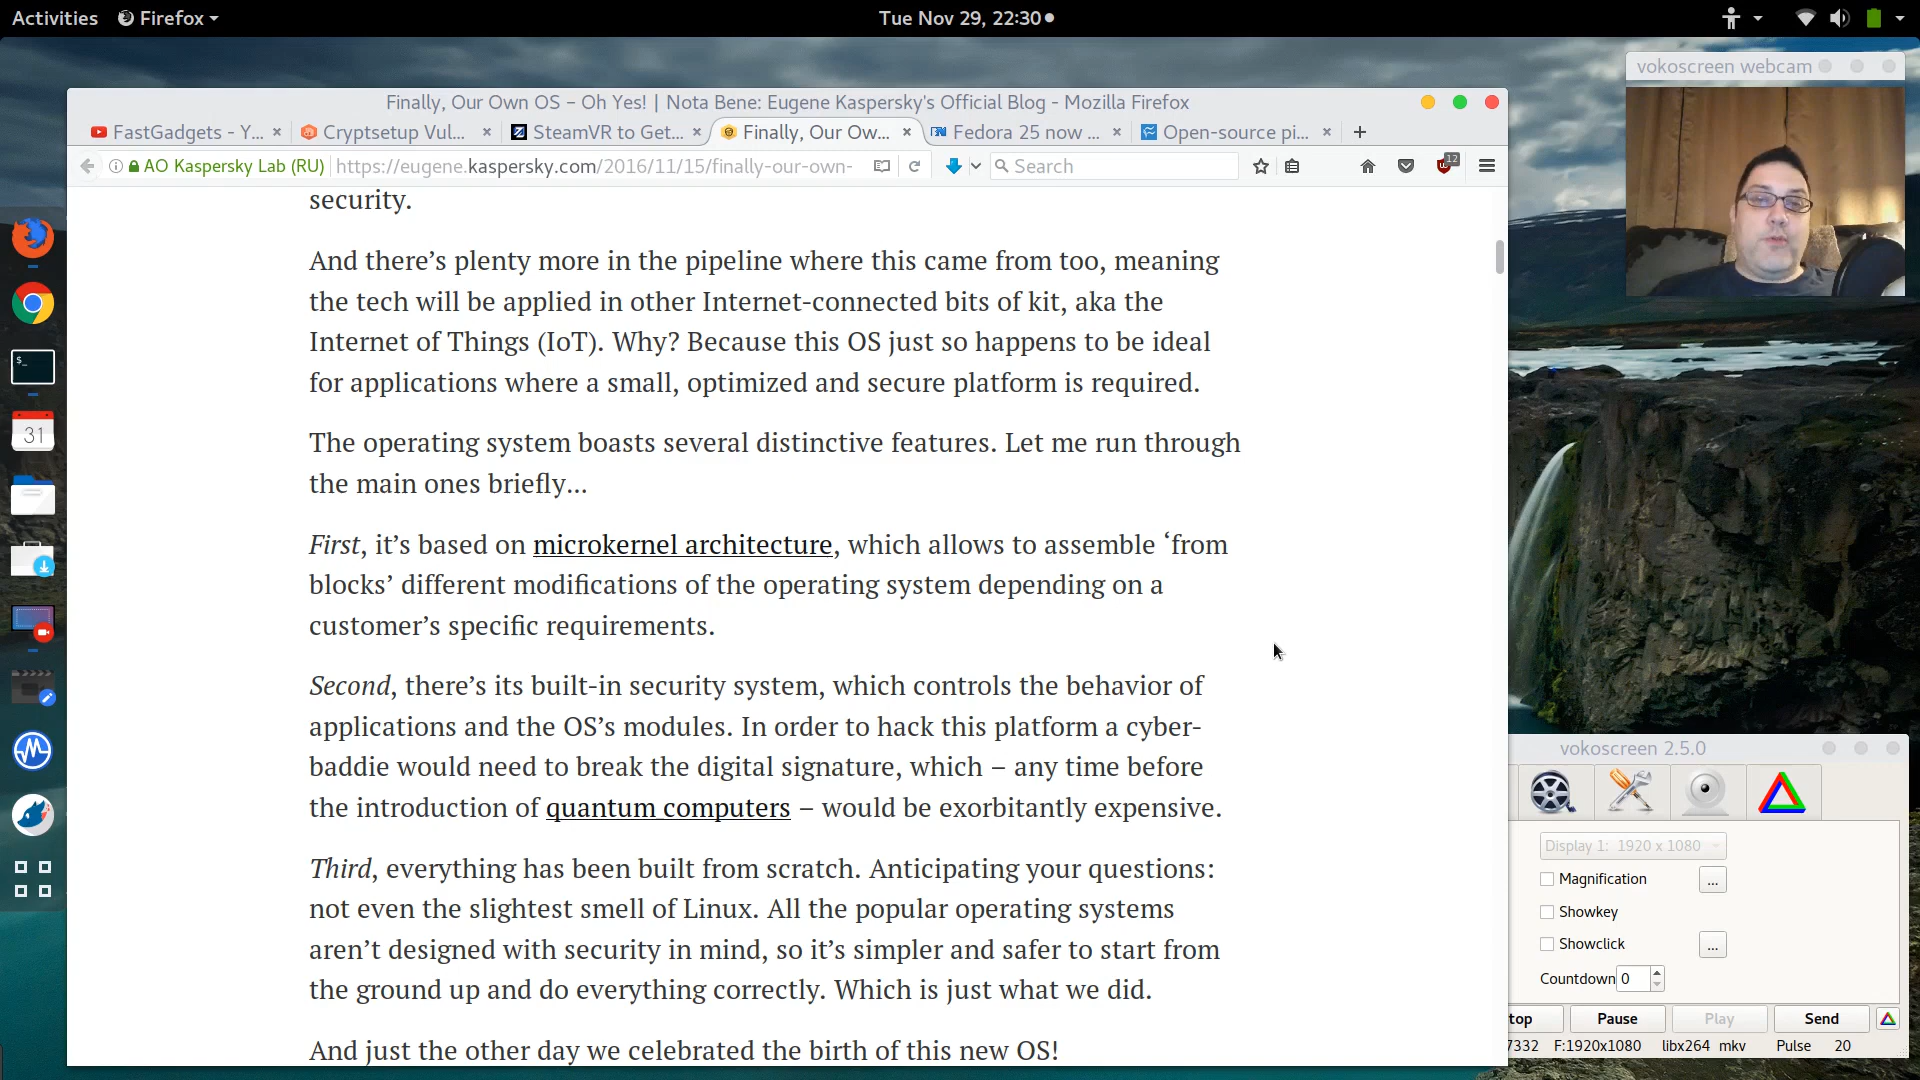 Activities Firefox Tue Nov 29, 22:30
vokoscreen webcam
Finally, Our Own OS – Oh Yes! | Nota Bene: Eugene Kaspersky's Official Blog - Mozilla Firefox
FastGadgets - Y... Cryptsetup Vul... SteamVR to Get... Finally, Our Ow... Fedora 25 now ... Open-source pi...
AO Kaspersky Lab (RU) https://eugene.kaspersky.com/2016/11/15/finally-our-own- Search 12
security.
And there’s plenty more in the pipeline where this came from too, meaning
the tech will be applied in other Internet-connected bits of kit, aka the
Internet of Things (IoT). Why? Because this OS just so happens to be ideal
for applications where a small, optimized and secure platform is required.
The operating system boasts several distinctive features. Let me run through
the main ones briefly…
First, it’s based on microkernel architecture, which allows to assemble ‘from
blocks’ different modifications of the operating system depending on a
customer’s specific requirements.
Second, there’s its built-in security system, which controls the behavior of
applications and the OS’s modules. In order to hack this platform a cyber-
baddie would need to break the digital signature, which – any time before
the introduction of quantum computers – would be exorbitantly expensive.
Third, everything has been built from scratch. Anticipating your questions:
not even the slightest smell of Linux. All the popular operating systems
aren’t designed with security in mind, so it’s simpler and safer to start from
the ground up and do everything correctly. Which is just what we did.
And just the other day we celebrated the birth of this new OS!
31
$_
vokoscreen 2.5.0
Display 1: 1920 x 1080
Magnification ...
Showkey
Showclick ...
Countdown 0
top Pause Play Send
7332 F:1920x1080 libx264 mkv Pulse 20